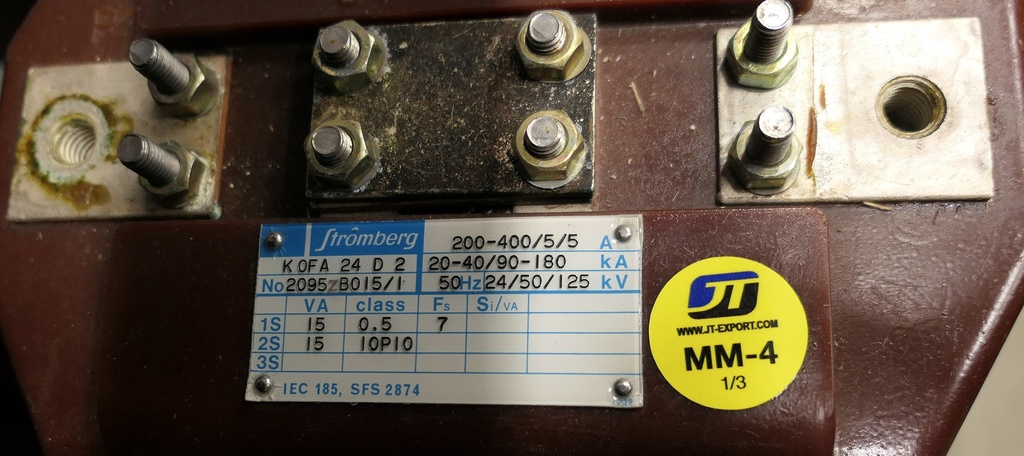 Strömberg
200-400/5/5 A
KOFA 24 D 2
20-40/90-180 kA
No 2095zB015/1
50Hz 24/50/125 kV
VA class Fs Si/VA
1S 15 0.5 7
2S 15 10P10
3S
IEC 185, SFS 2874
JT
WWW.JT-EXPORT.COM
MM-4
1/3